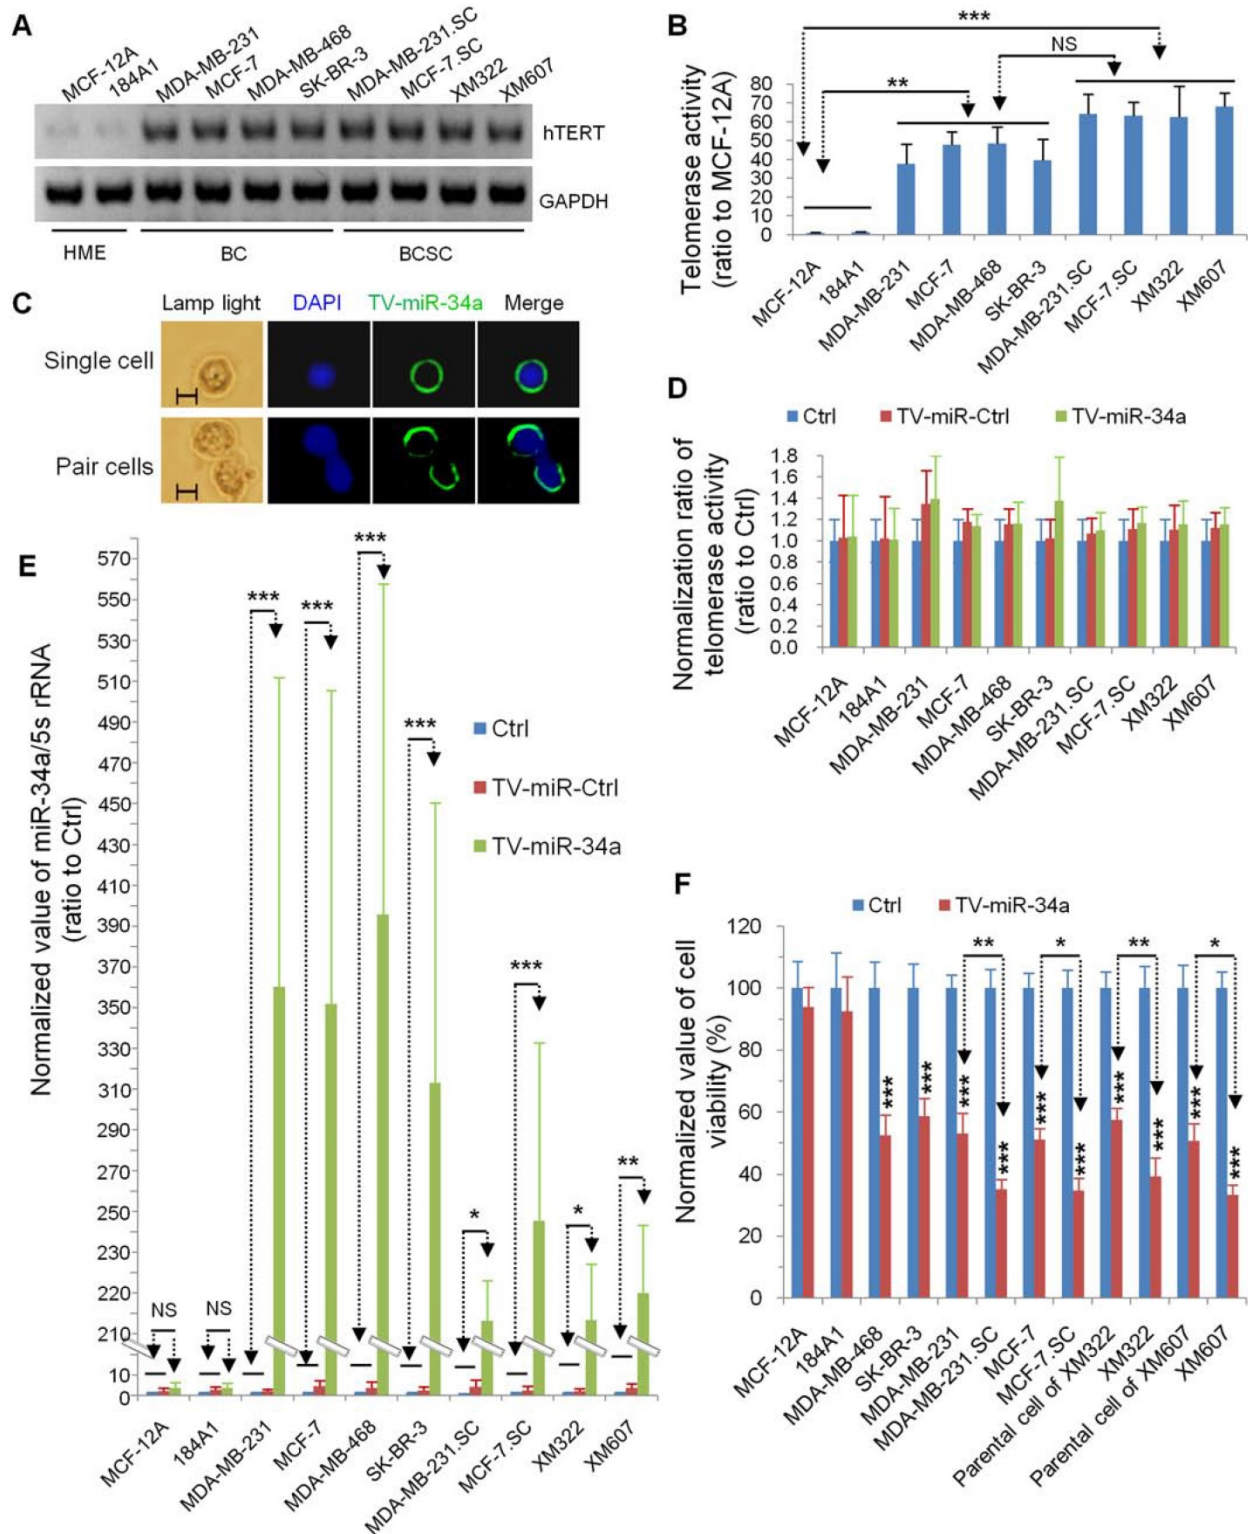 A
MCF-12A
184A1
MDA-MB-231
MCF-7
MDA-MB-468
SK-BR-3
MDA-MB-231.SC
MCF-7.SC
XM322
XM607
hTERT
GAPDH
HME
BC
BCSC
B
Telomerase activity
(ratio to MCF-12A)
***
NS
**
80
70
60
50
40
30
20
10
0
MCF-12A
184A1
MDA-MB-231
MCF-7
MDA-MB-468
SK-BR-3
MDA-MB-231.SC
MCF-7.SC
XM322
XM607
C
Lamp light
DAPI
TV-miR-34a
Merge
Single cell
Pair cells
D
Ctrl
TV-miR-Ctrl
TV-miR-34a
Normalization ratio of
telomerase activity
(ratio to Ctrl)
1.8
1.6
1.4
1.2
1.0
0.8
0.6
0.4
0.2
0.0
MCF-12A
184A1
MDA-MB-231
MCF-7
MDA-MB-468
SK-BR-3
MDA-MB-231.SC
MCF-7.SC
XM322
XM607
E
Normalized value of miR-34a/5s rRNA
(ratio to Ctrl)
570
550
530
510
490
470
450
430
410
390
370
350
330
310
290
270
250
220
210
10
0
NS
NS
***
***
***
***
*
***
*
**
Ctrl
TV-miR-Ctrl
TV-miR-34a
MCF-12A
184A1
MDA-MB-231
MCF-7
MDA-MB-468
SK-BR-3
MDA-MB-231.SC
MCF-7.SC
XM322
XM607
F
Ctrl
TV-miR-34a
Normalized value of cell
viability (%)
120
100
80
60
40
20
0
**
*
**
*
***
***
***
***
***
***
***
***
***
***
MCF-12A
184A1
MDA-MB-468
SK-BR-3
MDA-MB-231
MDA-MB-231.SC
MCF-7
MCF-7.SC
Parental cell of XM322
XM322
Parental cell of XM607
XM607